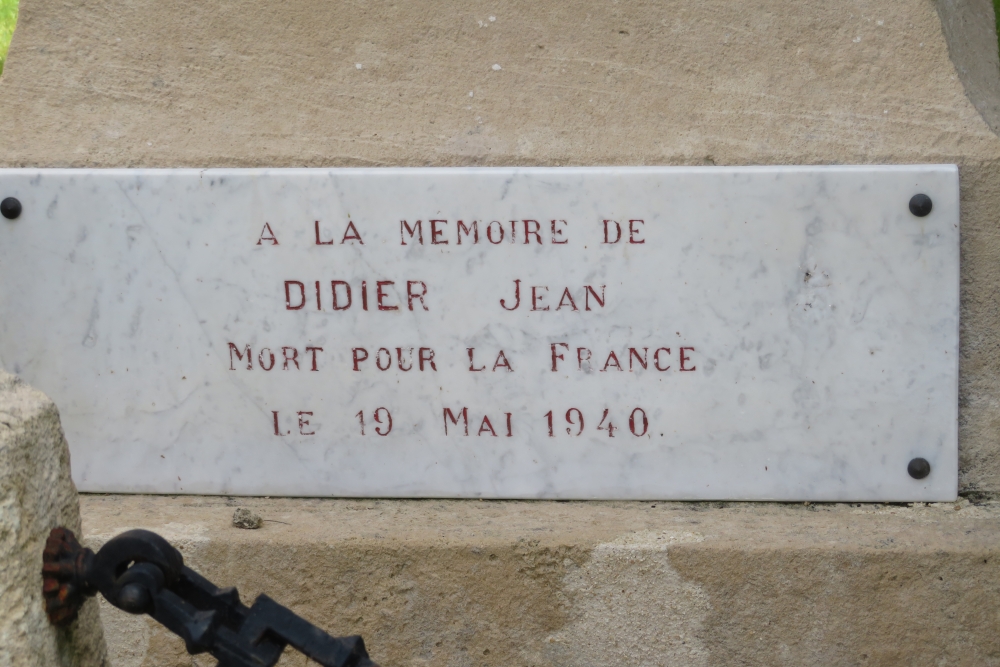 A LA MEMOIRE DE
DIDIER JEAN
MORT POUR LA FRANCE
LE 19 MAI 1940.